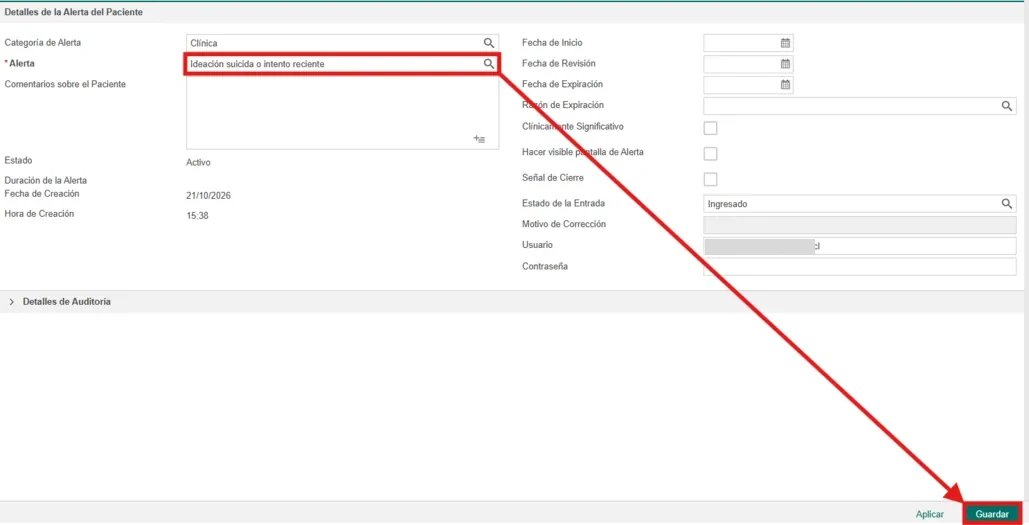 Detalles de la Alerta del Paciente
Categoría de Alerta
Clínica
* Alerta
Ideación suicida o intento reciente
Comentarios sobre el Paciente
Estado
Activo
Duración de la Alerta
Fecha de Creación
21/10/2026
Hora de Creación
15:38
Fecha de Inicio
Fecha de Revisión
Fecha de Expiración
Razón de Expiración
Clínicamente Significativo
Hacer visible pantalla de Alerta
Señal de Cierre
Estado de la Entrada
Ingresado
Motivo de Corrección
Usuario
Contraseña
Detalles de Auditoria
Aplicar
Guardar